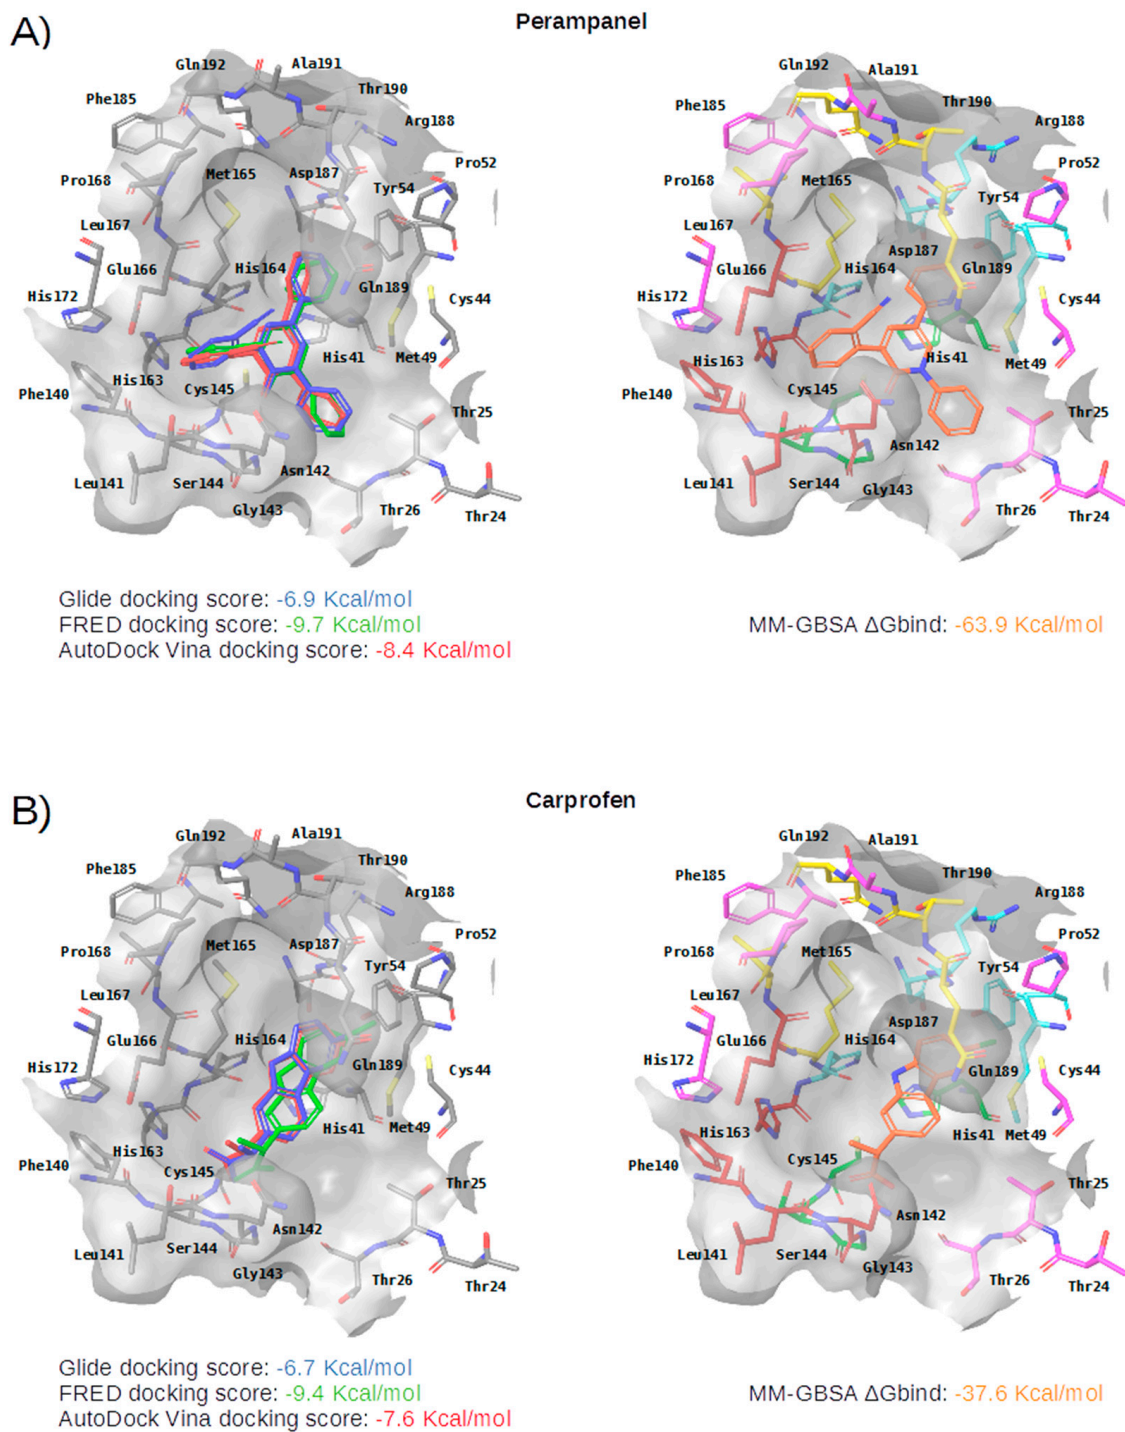 A)
Perampanel
Gln192
Ala191
Thr190
Phe185
Arg188
Pro52
Pro168
Met165
Asp187
Tyr54
Leu167
Glu166
His164
Gln189
His172
Cys44
His163
His41
Met49
Phe140
Cys145
Thr25
Asn142
Leu141
Ser144
Gly143
Thr26
Thr24
Gln192
Ala191
Thr190
Phe185
Arg188
Pro52
Pro168
Met165
Tyr54
Leu167
Asp187
Glu166
His164
Gln189
His172
Cys44
His163
His41
Met49
Phe140
Cys145
Thr25
Asn142
Leu141
Ser144
Gly143
Thr26
Thr24
Glide docking score: -6.9 Kcal/mol
FRED docking score: -9.7 Kcal/mol
AutoDock Vina docking score: -8.4 Kcal/mol
MM-GBSA ΔGbind: -63.9 Kcal/mol
B)
Carprofen
Gln192
Ala191
Thr190
Phe185
Arg188
Pro52
Pro168
Met165
Asp187
Tyr54
Leu167
Glu166
His164
Gln189
His172
Cys44
His163
His41
Met49
Phe140
Cys145
Thr25
Asn142
Leu141
Ser144
Gly143
Thr26
Thr24
Gln192
Ala191
Thr190
Phe185
Arg188
Pro52
Pro168
Met165
Tyr54
Leu167
Asp187
Glu166
His164
Gln189
His172
Cys44
His163
His41
Met49
Phe140
Cys145
Thr25
Asn142
Leu141
Ser144
Gly143
Thr26
Thr24
Glide docking score: -6.7 Kcal/mol
FRED docking score: -9.4 Kcal/mol
AutoDock Vina docking score: -7.6 Kcal/mol
MM-GBSA ΔGbind: -37.6 Kcal/mol